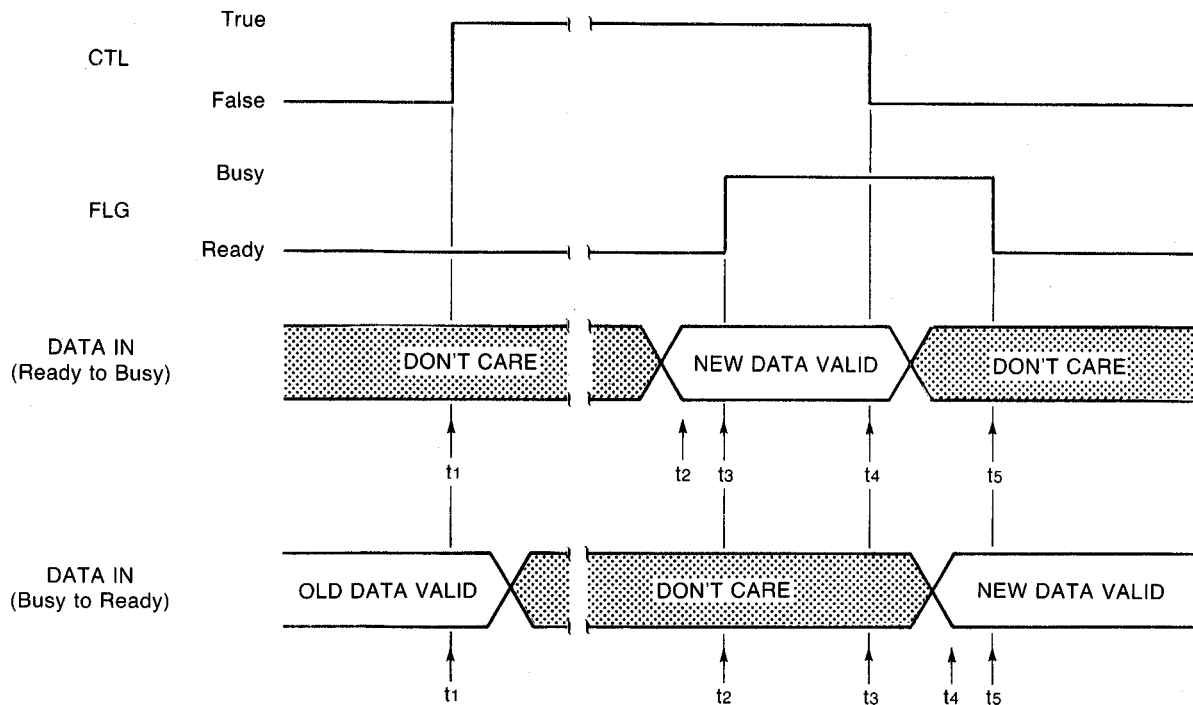 True
CTL
False
Busy
FLG
Ready
DATA IN
(Ready to Busy)
DON'T CARE
NEW DATA VALID
DON'T CARE
t1
t2
t3
t4
t5
DATA IN
(Busy to Ready)
OLD DATA VALID
DON'T CARE
NEW DATA VALID
t1
t2
t3
t4
t5